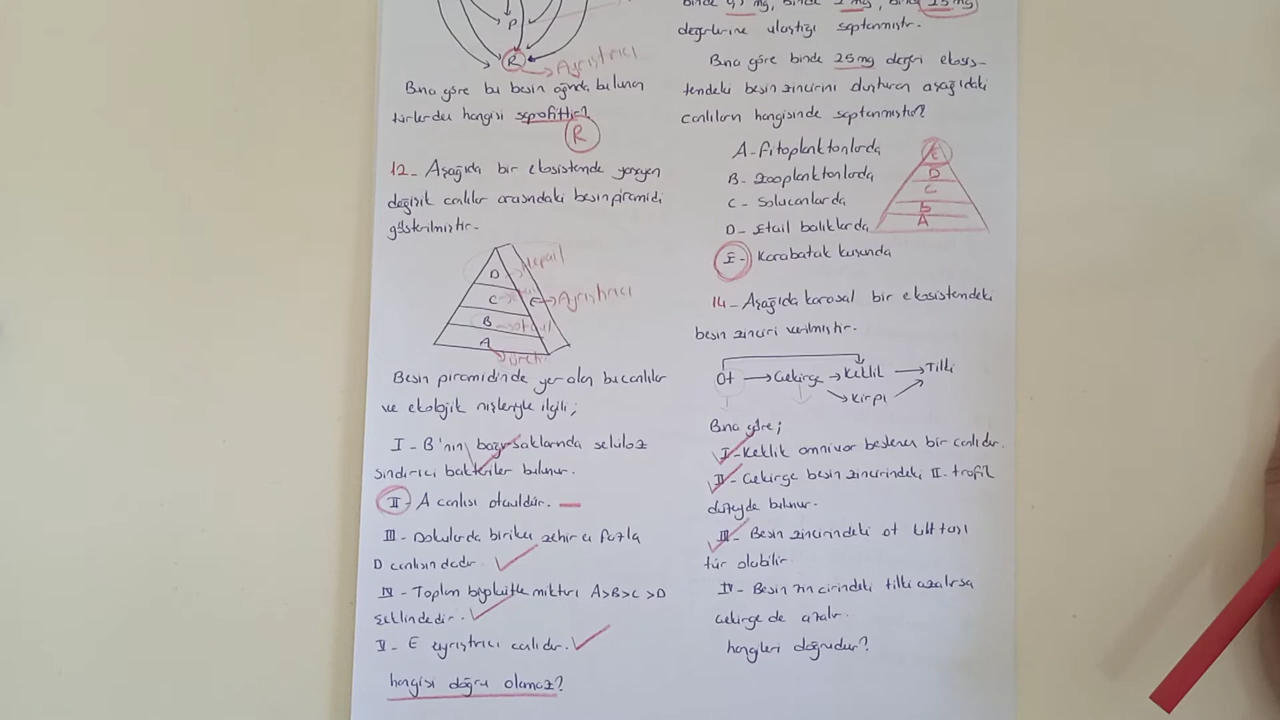 P
R
Ayrıştırıcı
Buna göre bu besin ağında bulunan
türlerden hangisi saprofittir?
R
12- Aşağıda bir ekosistemde yaşayan
değişik canlılar arasındaki besin piramidi
gösterilmiştir.
D
C
B
A
E
Ayrıştırıcı
Besin piramidinde yer alan bu canlılar
ve ekolojik nişleriyle ilgili;
I- B'nin bağırsaklarında selüloz
sindirici bakteriler bulunur.
II- A canlısı otçuldur.
III- Dokularda biriken zehir en fazla
D canlısındadır.
IV- Toplam biyokütle miktarı A>B>C>D
şeklindedir.
V- E ayrıştırıcı canlıdır.
hangisi doğru olamaz?
değerlerine ulaştığı saptanmıştır.
Buna göre binde 25mg değeri ekosis-
temdeki besin zincirini oluşturan aşağıdaki
canlıların hangisinde saptanmıştır?
A- Fitoplanktonlarda
B- Zooplanktonlarda
C- Solucanlarda
D- Etçil balıklarda
E- Karabatak kuşunda
E
D
C
b
A
14- Aşağıda karasal bir ekosistemdeki
besin zinciri verilmiştir.
Ot Çekirge Keklik Tilki
Kirpi
Buna göre;
I- Keklik omnivor beslenen bir canlıdır.
II- Çekirge besin zincirindeki II. trofik
düzeyde bulunur.
III- Besin zincirindeki ot kilit taşı
tür olabilir.
IV- Besin zincirindeki tilki azalırsa
çekirge de azalır.
hangileri doğrudur?